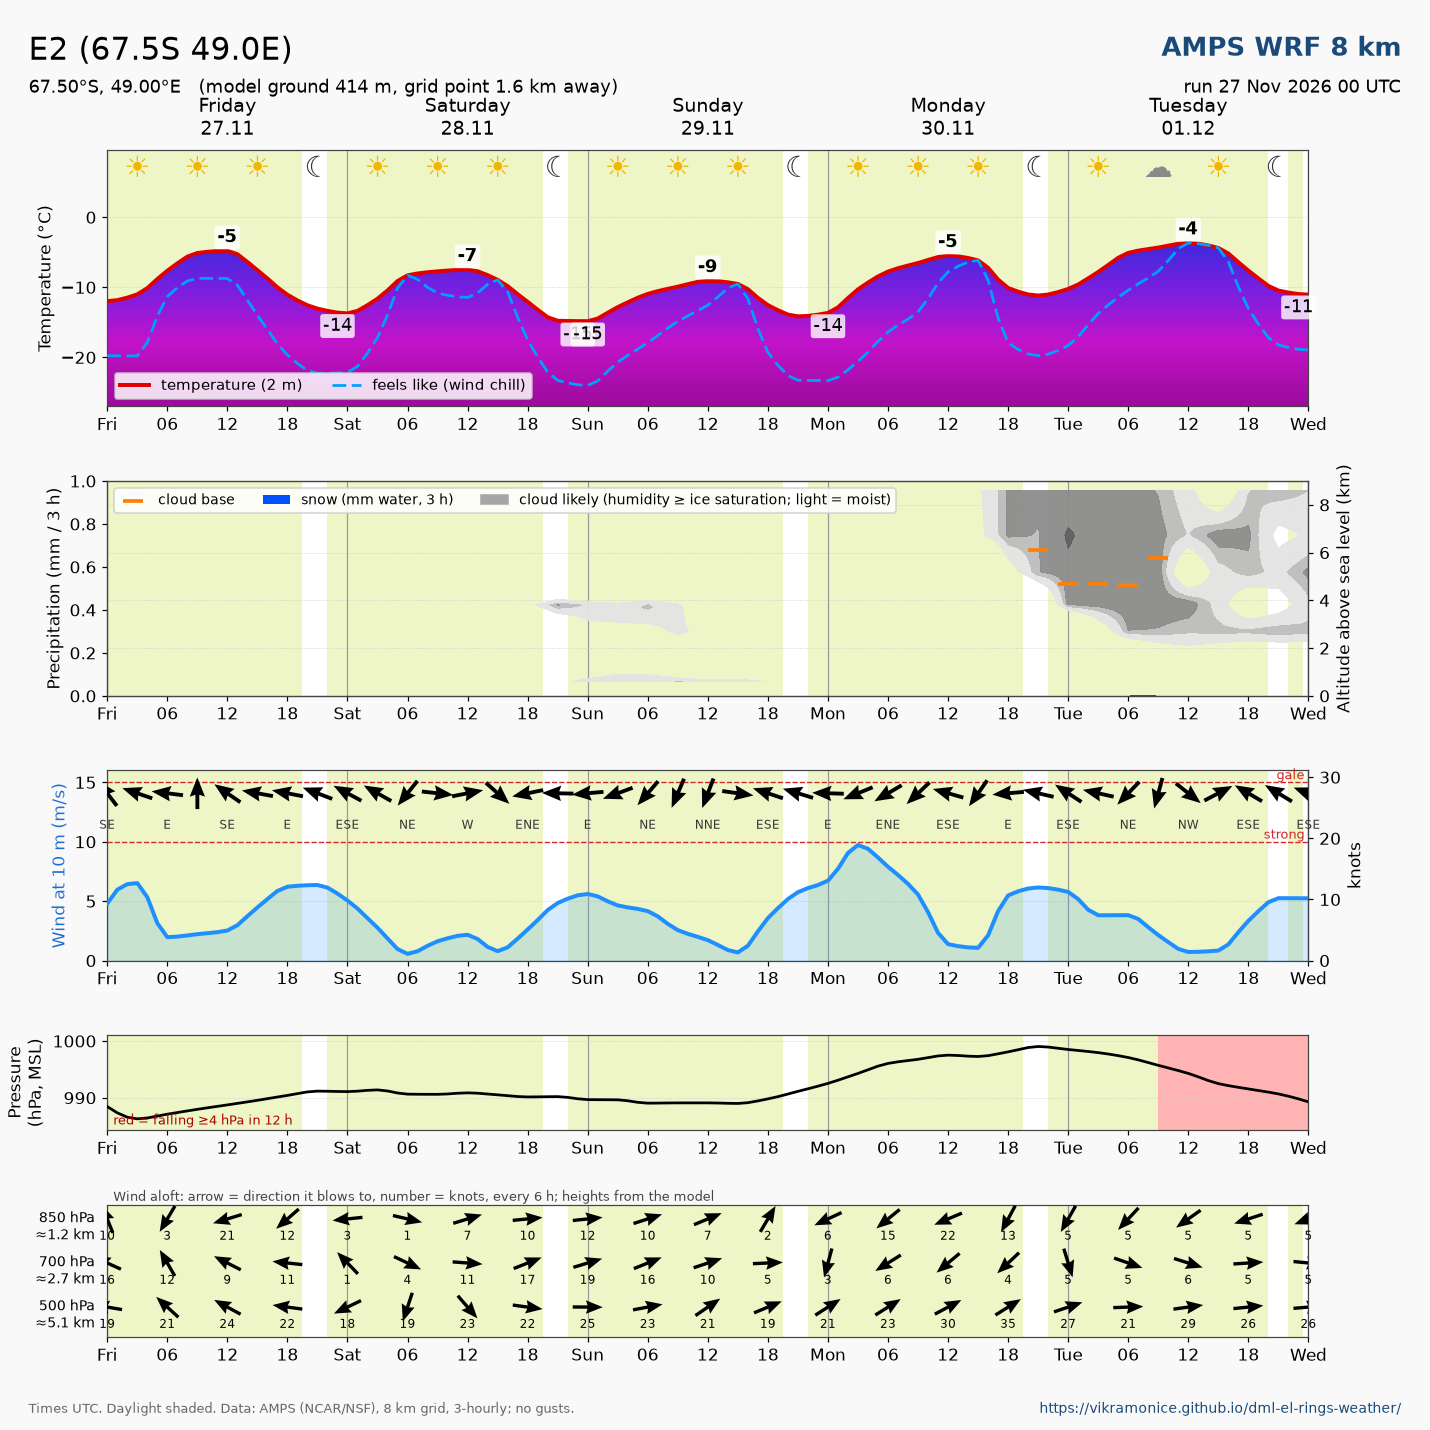 E2 (67.5S 49.0E)
AMPS WRF 8 km
67.50°S, 49.00°E (model ground 414 m, grid point 1.6 km away)
run 27 Nov 2026 00 UTC
Friday Saturday Sunday Monday Tuesday
27.11 28.11 29.11 30.11 01.12
Temperature (°C)
0
−10
−20
-5 -7 -9 -5 -4
-14 -15 -14 -11
temperature (2 m) feels like (wind chill)
Fri 06 12 18 Sat 06 12 18 Sun 06 12 18 Mon 06 12 18 Tue 06 12 18 Wed
Precipitation (mm / 3 h)
1.0
0.8
0.6
0.4
0.2
0.0
cloud base snow (mm water, 3 h) cloud likely (humidity ≥ ice saturation; light = moist)
Altitude above sea level (km)
8
6
4
2
0
Fri 06 12 18 Sat 06 12 18 Sun 06 12 18 Mon 06 12 18 Tue 06 12 18 Wed
Wind at 10 m (m/s)
15
10
5
0
gale
strong
SE E SE E ESE NE W ENE E NE NNE ESE E ENE ESE E ESE NE NW ESE ESE
knots
30
20
10
0
Fri 06 12 18 Sat 06 12 18 Sun 06 12 18 Mon 06 12 18 Tue 06 12 18 Wed
Pressure
(hPa, MSL)
1000
990
red = falling ≥4 hPa in 12 h
Fri 06 12 18 Sat 06 12 18 Sun 06 12 18 Mon 06 12 18 Tue 06 12 18 Wed
Wind aloft: arrow = direction it blows to, number = knots, every 6 h; heights from the model
850 hPa
≈1.2 km 10 3 21 12 3 1 7 10 12 10 7 2 6 15 22 13 5 5 5 5 5
700 hPa
≈2.7 km 16 12 9 11 1 4 11 17 19 16 10 5 3 6 6 4 5 5 6 5 5
500 hPa
≈5.1 km 19 21 24 22 18 19 23 22 25 23 21 19 21 23 30 35 27 21 29 26 26
Fri 06 12 18 Sat 06 12 18 Sun 06 12 18 Mon 06 12 18 Tue 06 12 18 Wed
Times UTC. Daylight shaded. Data: AMPS (NCAR/NSF), 8 km grid, 3-hourly; no gusts.
https://vikramonice.github.io/dml-el-rings-weather/